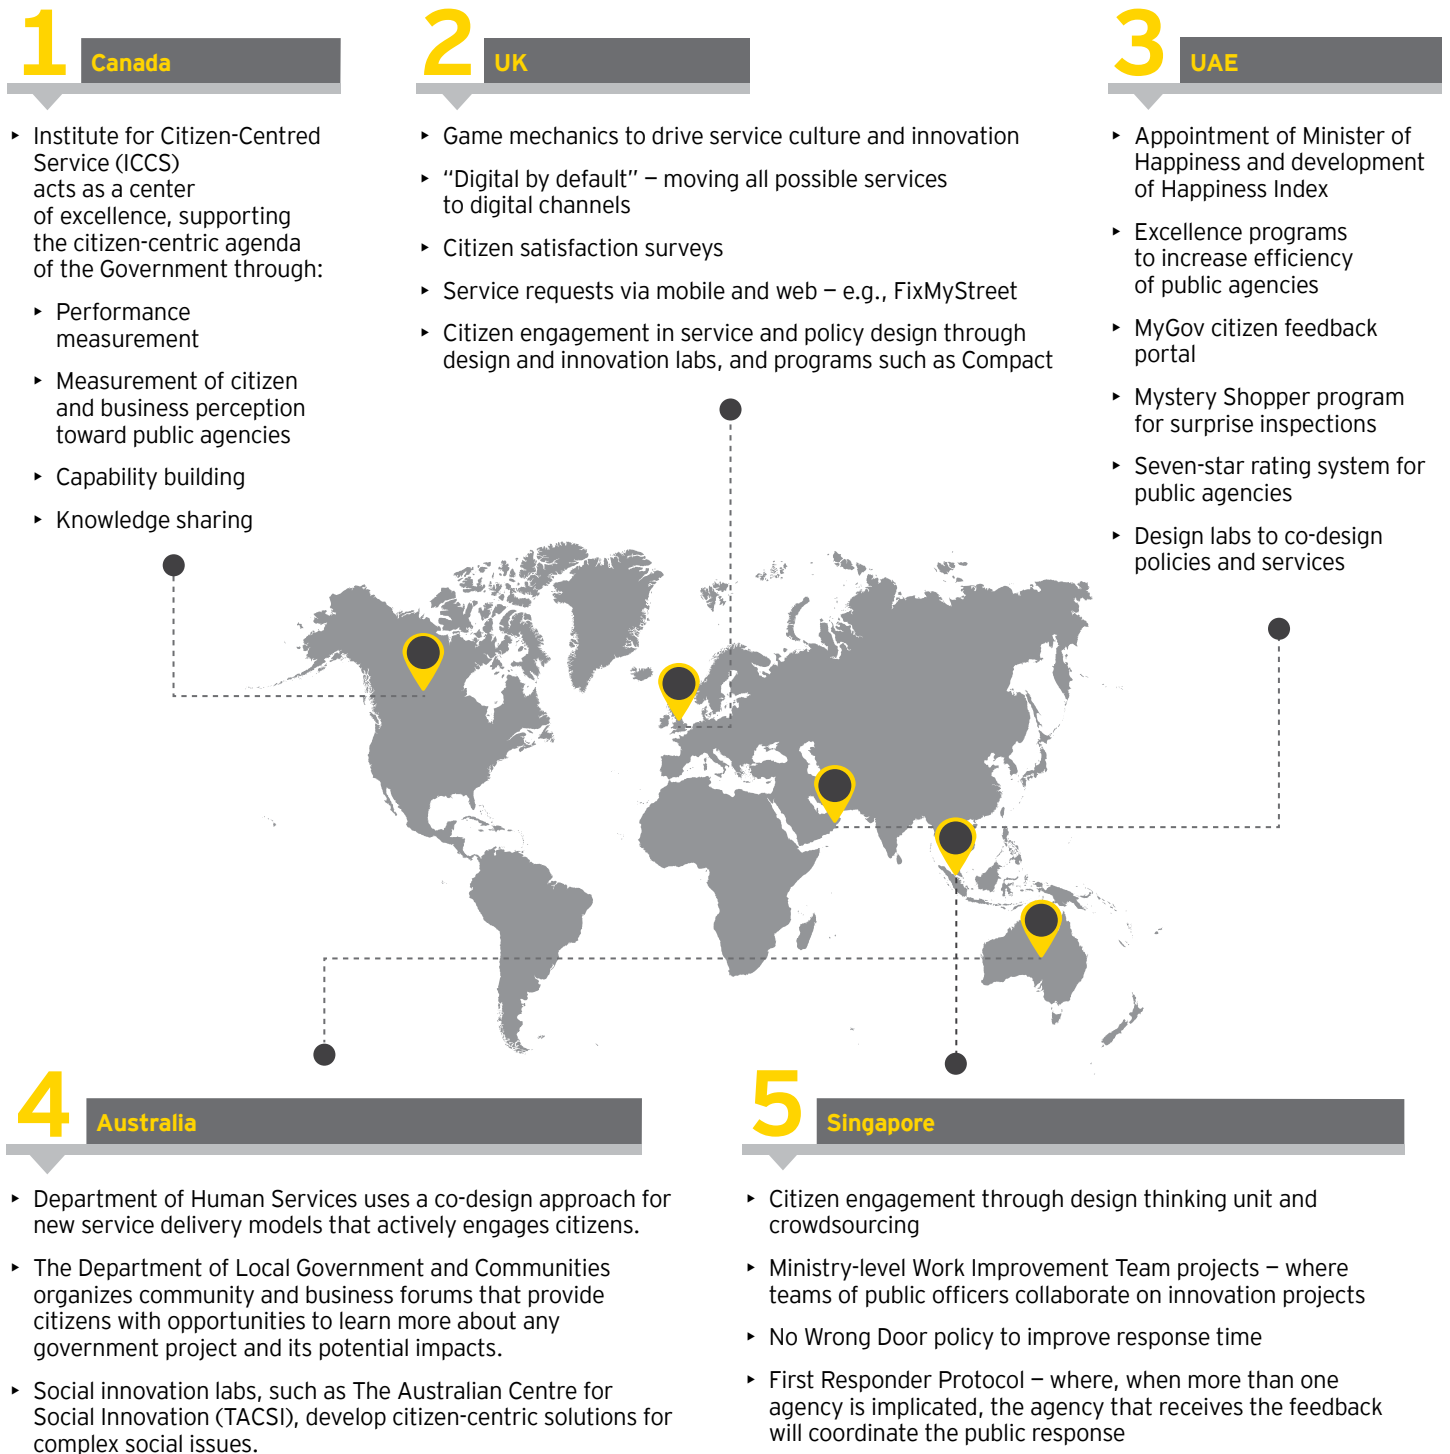 1
Canada
▸ Institute for Citizen-Centred
Service (ICCS)
acts as a center
of excellence, supporting
the citizen-centric agenda
of the Government through:
▸ Performance
measurement
▸ Measurement of citizen
and business perception
toward public agencies
▸ Capability building
▸ Knowledge sharing
2
UK
▸ Game mechanics to drive service culture and innovation
▸ “Digital by default” – moving all possible services
to digital channels
▸ Citizen satisfaction surveys
▸ Service requests via mobile and web – e.g., FixMyStreet
▸ Citizen engagement in service and policy design through
design and innovation labs, and programs such as Compact
3
UAE
▸ Appointment of Minister of
Happiness and development
of Happiness Index
▸ Excellence programs
to increase efficiency
of public agencies
▸ MyGov citizen feedback
portal
▸ Mystery Shopper program
for surprise inspections
▸ Seven-star rating system for
public agencies
▸ Design labs to co-design
policies and services
4
Australia
▸ Department of Human Services uses a co-design approach for
new service delivery models that actively engages citizens.
▸ The Department of Local Government and Communities
organizes community and business forums that provide
citizens with opportunities to learn more about any
government project and its potential impacts.
▸ Social innovation labs, such as The Australian Centre for
Social Innovation (TACSI), develop citizen-centric solutions for
complex social issues.
5
Singapore
▸ Citizen engagement through design thinking unit and
crowdsourcing
▸ Ministry-level Work Improvement Team projects – where
teams of public officers collaborate on innovation projects
▸ No Wrong Door policy to improve response time
▸ First Responder Protocol – where, when more than one
agency is implicated, the agency that receives the feedback
will coordinate the public response